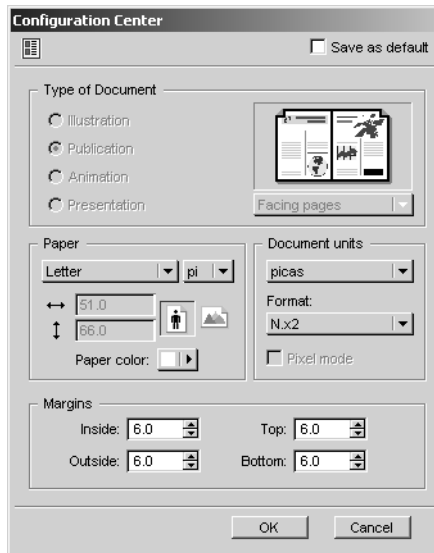 Configuration Center
Save as default
Type of Document
Illustration
Publication
Animation
Presentation
Facing pages
Paper
Letter pi
51.0
66.0
Paper color:
Document units
picas
Format:
N.x2
Pixel mode
Margins
Inside: 6.0 Top: 6.0
Outside: 6.0 Bottom: 6.0
OK Cancel